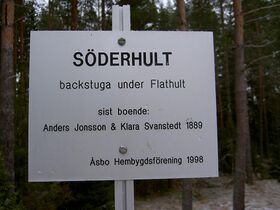 SÖDERHULT
backstuga under Flathult
sist boende:
Anders Jonsson & Klara Svanstedt 1889
Åsbo Hembygdsförening 1998